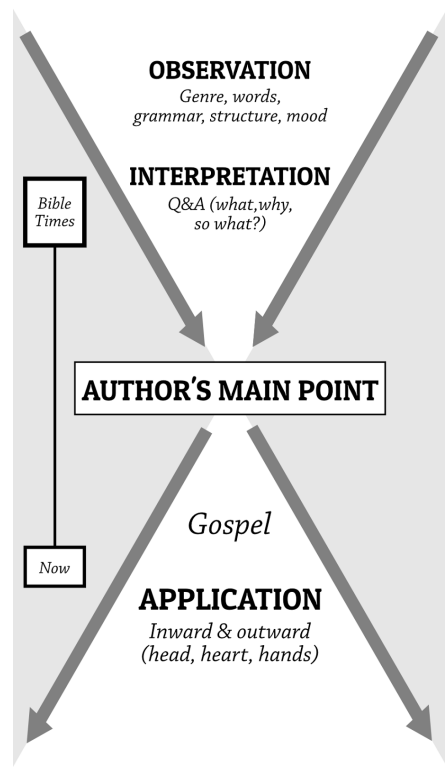 OBSERVATION
Genre, words,
grammar, structure, mood
INTERPRETATION
Q&A (what,why,
so what?)
Bible
Times
AUTHOR'S MAIN POINT
Gospel
Now
APPLICATION
Inward & outward
(head, heart, hands)